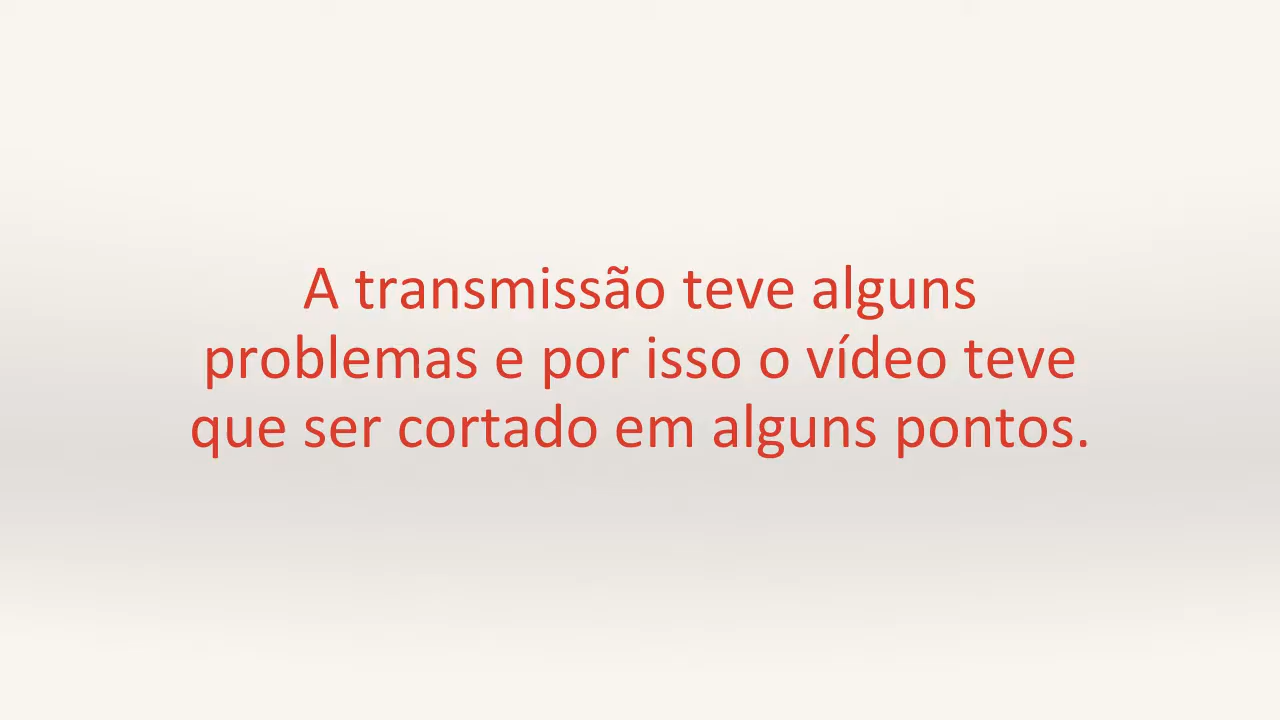 A transmissão teve alguns
problemas e por isso o vídeo teve
que ser cortado em alguns pontos.